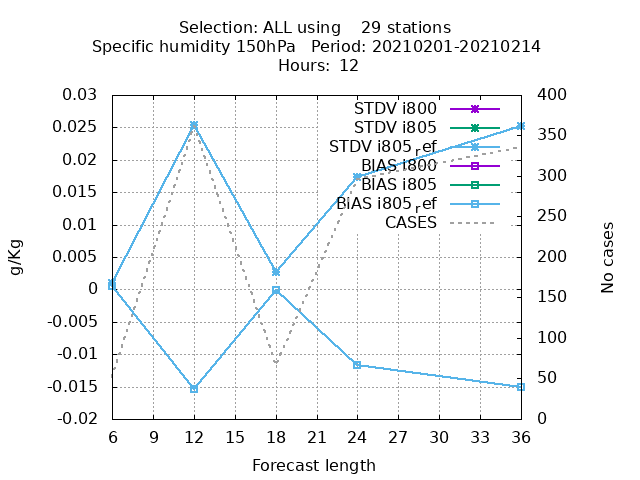 Selection: ALL using    29 stations
Specific humidity 150hPa   Period: 20210201-20210214
Hours: 12
0.03
0.025
0.02
0.015
0.01
0.005
0
-0.005
-0.01
-0.015
-0.02
g/Kg
400
350
300
250
200
150
100
50
0
No cases
STDV i800
STDV i805
STDV i805ref
BIAS i800
BIAS i805
BIAS i805ref
CASES
6 9 12 15 18 21 24 27 30 33 36
Forecast length